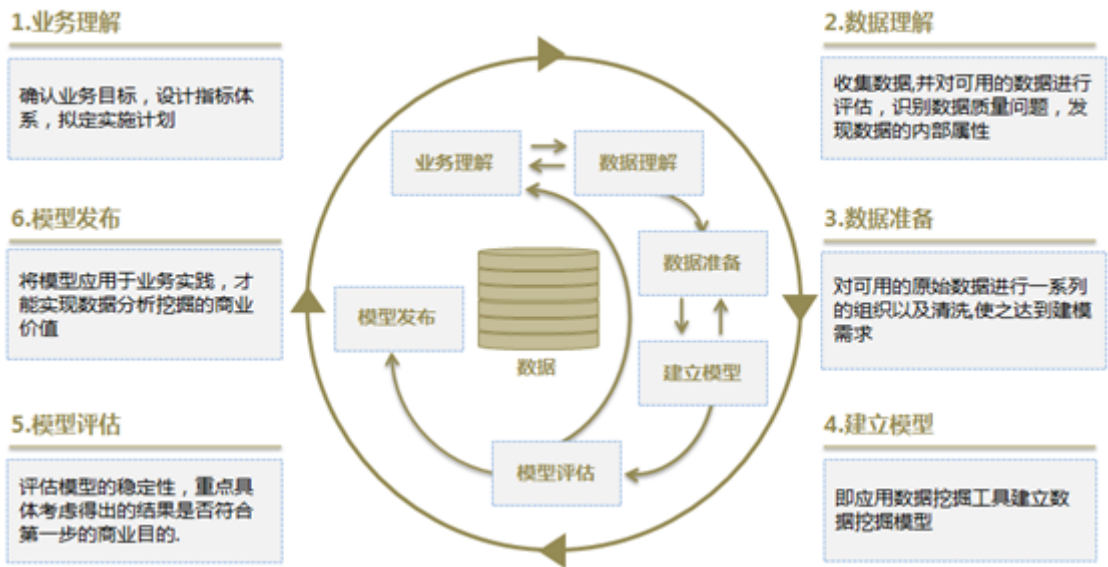 1.业务理解
确认业务目标，设计指标体
系，拟定实施计划
2.数据理解
收集数据,并对可用的数据进行
评估，识别数据质量问题，发
现数据的内部属性
6.模型发布
将模型应用于业务实践，才
能实现数据分析挖掘的商业
价值
3.数据准备
对可用的原始数据进行一系列
的组织以及清洗,使之达到建模
需求
5.模型评估
评估模型的稳定性，重点具
体考虑得出的结果是否符合
第一步的商业目的.
4.建立模型
即应用数据挖掘工具建立数
据挖掘模型
业务理解
数据理解
数据准备
建立模型
模型评估
模型发布
数据